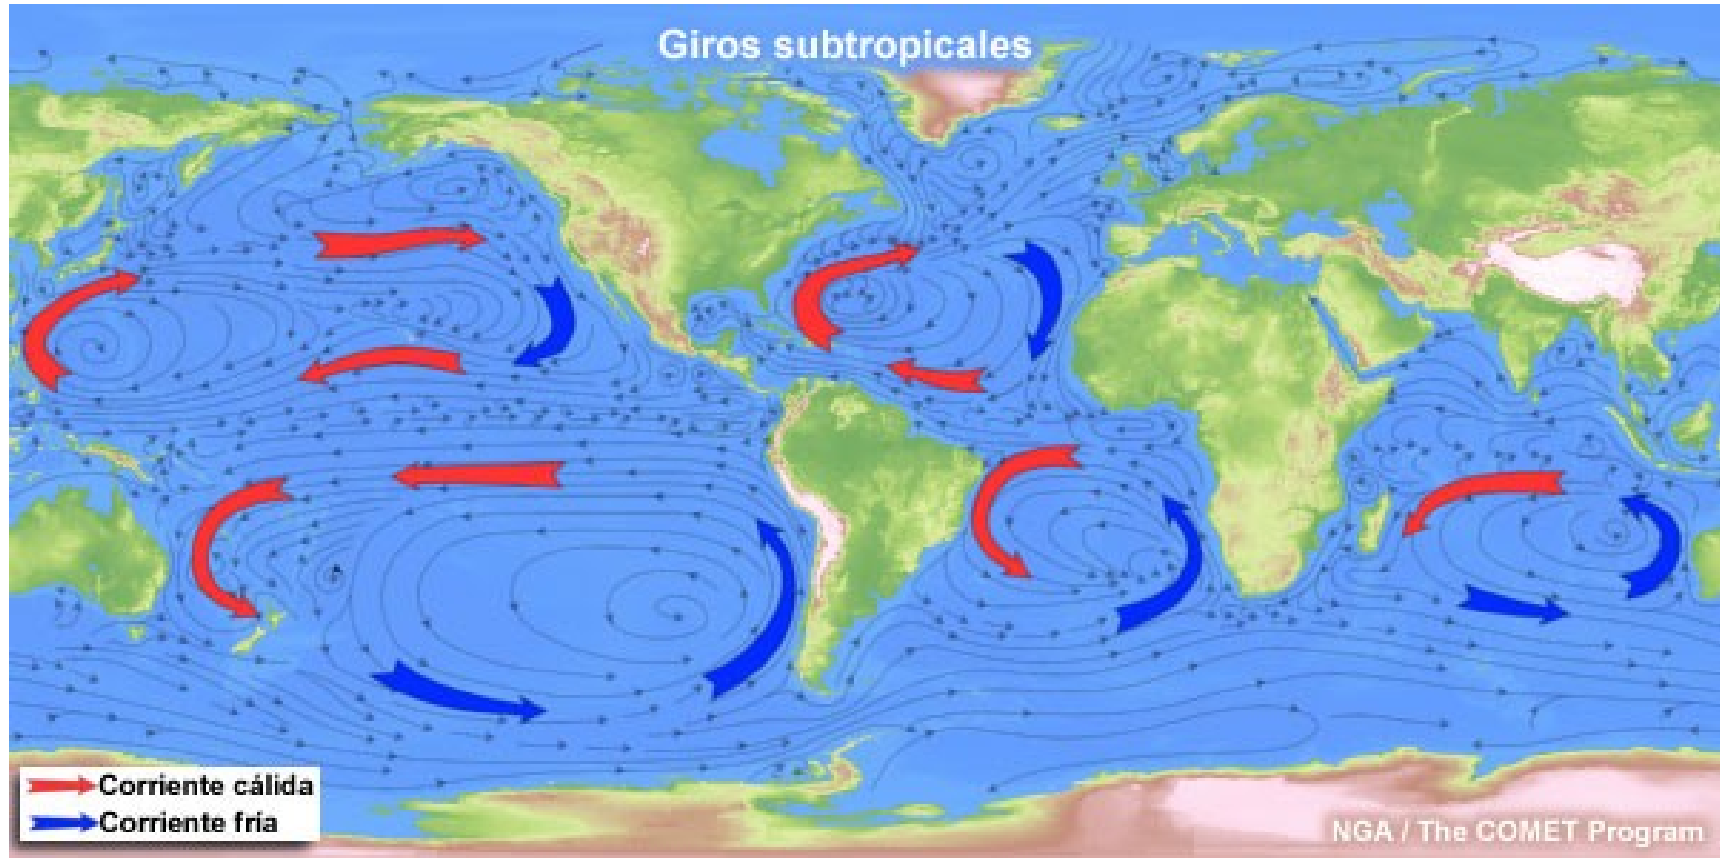 Giros subtropicales
Corriente cálida
Corriente fría
NGA / The COMET Program